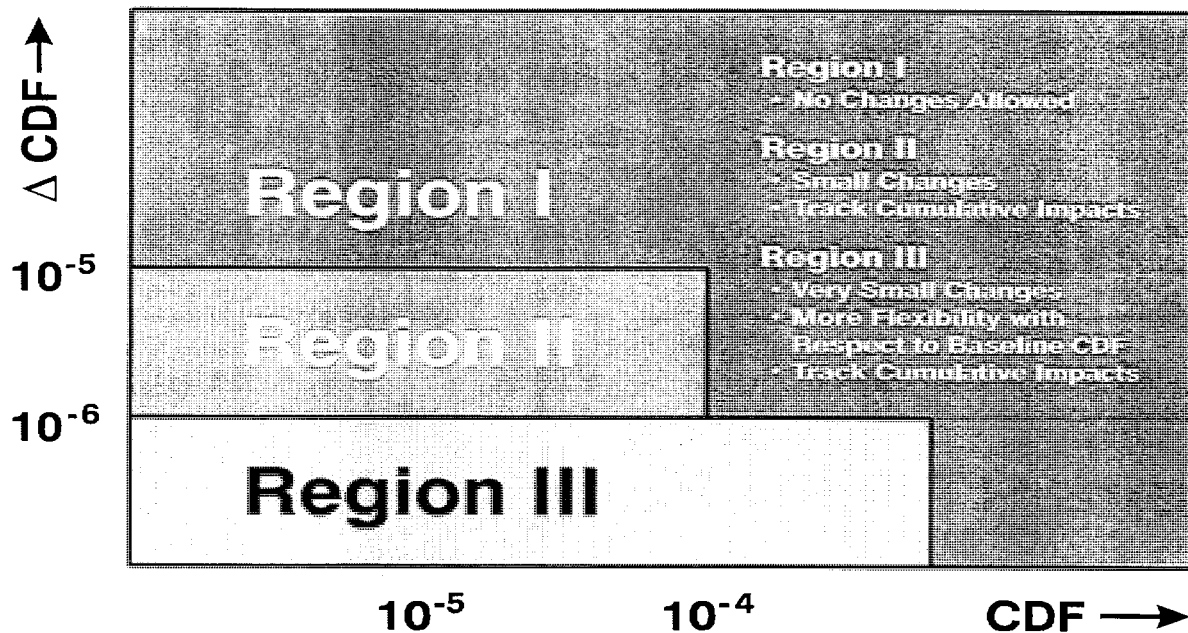 Δ CDF→
Region I
- No Changes Allowed
Region II
- Small Changes
- Track Cumulative Impacts
Region III
- Very Small Changes
- More Flexibility with
Respect to Baseline CDF
- Track Cumulative Impacts
Region I
10⁻⁵
Region II
10⁻⁶
Region III
10⁻⁵
10⁻⁴
CDF →